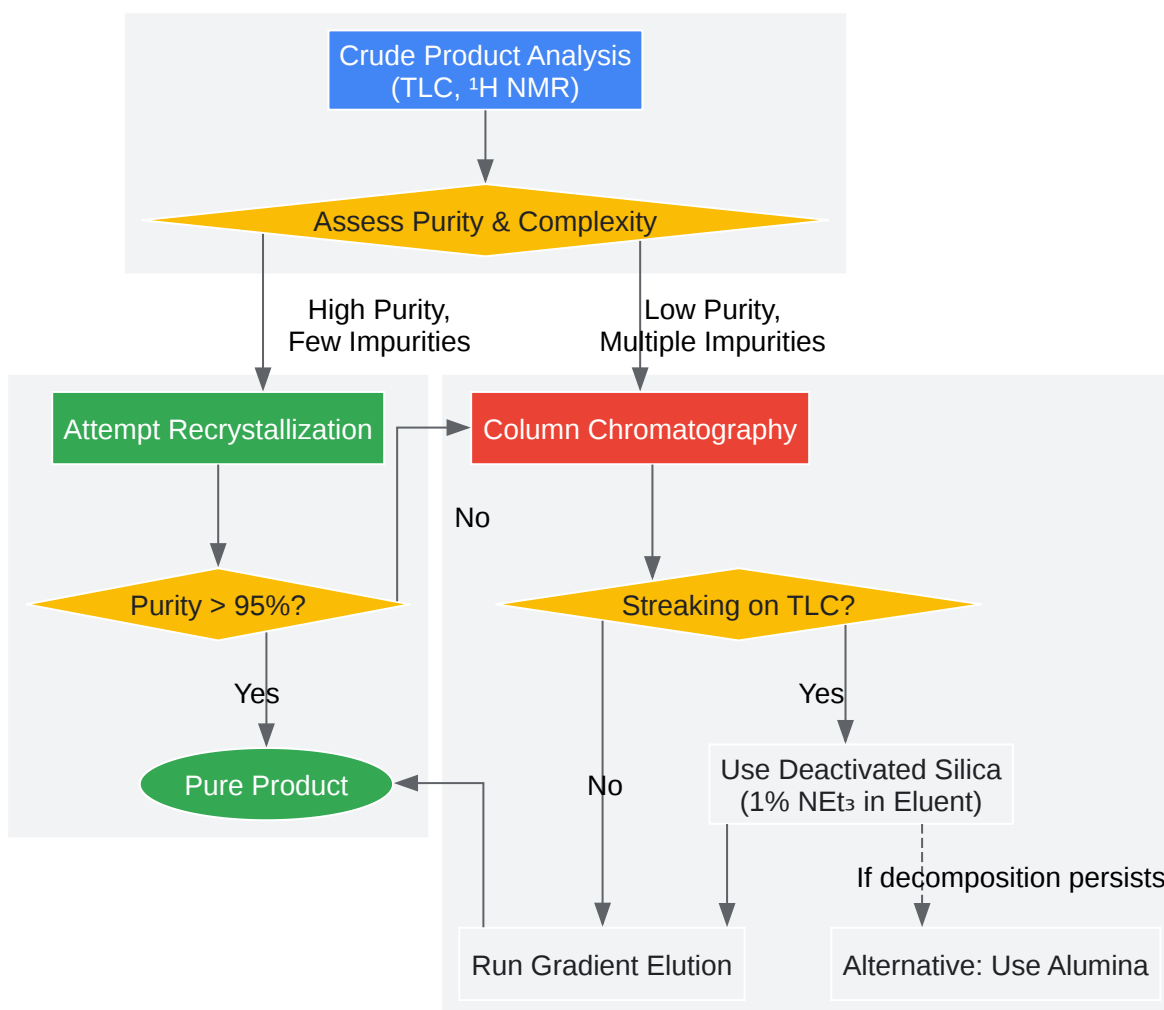 Crude Product Analysis
(TLC, ¹H NMR)
Assess Purity & Complexity
High Purity,
Few Impurities
Low Purity,
Multiple Impurities
Attempt Recrystallization
Column Chromatography
No
Purity > 95%?
Streaking on TLC?
Yes
Yes
Pure Product
No
Use Deactivated Silica
(1% NEt₃ in Eluent)
If decomposition persists
Run Gradient Elution
Alternative: Use Alumina